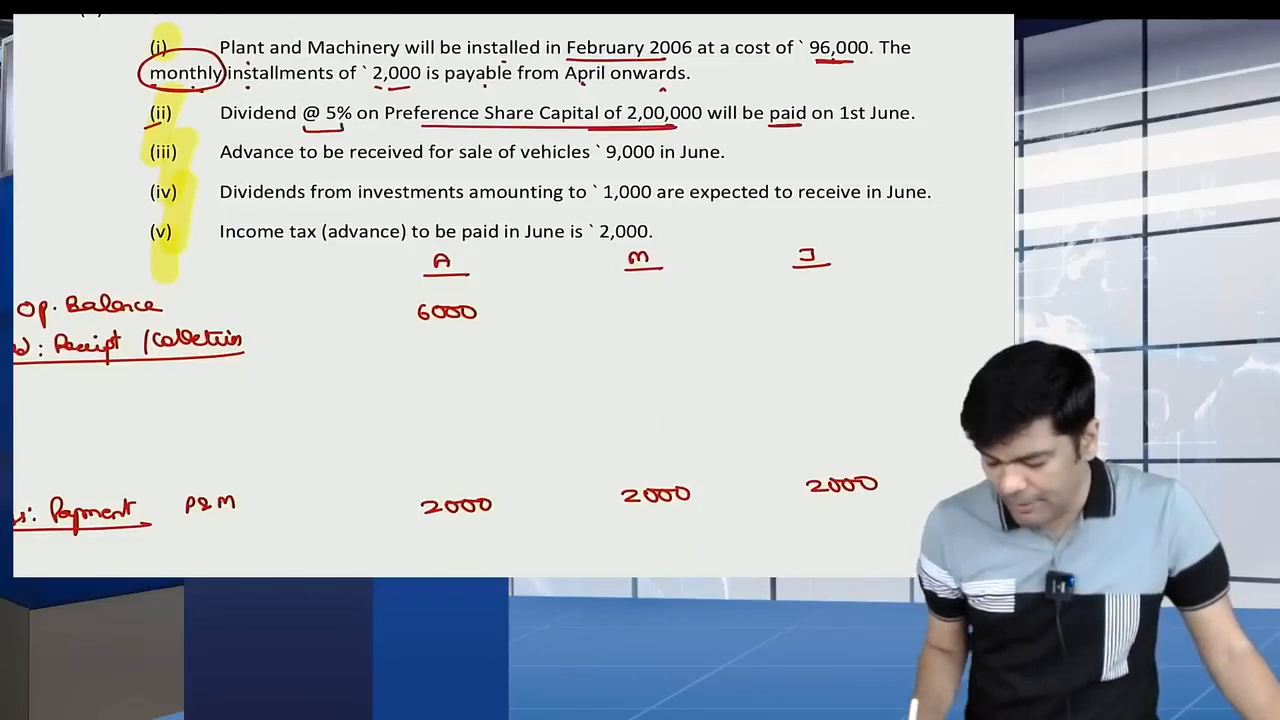 (i) Plant and Machinery will be installed in February 2006 at a cost of ` 96,000. The
monthly installments of ` 2,000 is payable from April onwards.
(ii) Dividend @ 5% on Preference Share Capital of 2,00,000 will be paid on 1st June.
(iii) Advance to be received for sale of vehicles ` 9,000 in June.
(iv) Dividends from investments amounting to ` 1,000 are expected to receive in June.
(v) Income tax (advance) to be paid in June is ` 2,000.
A M J
Op. Balance 6000
: Receipt /
: Payment P&M 2000 2000 2000